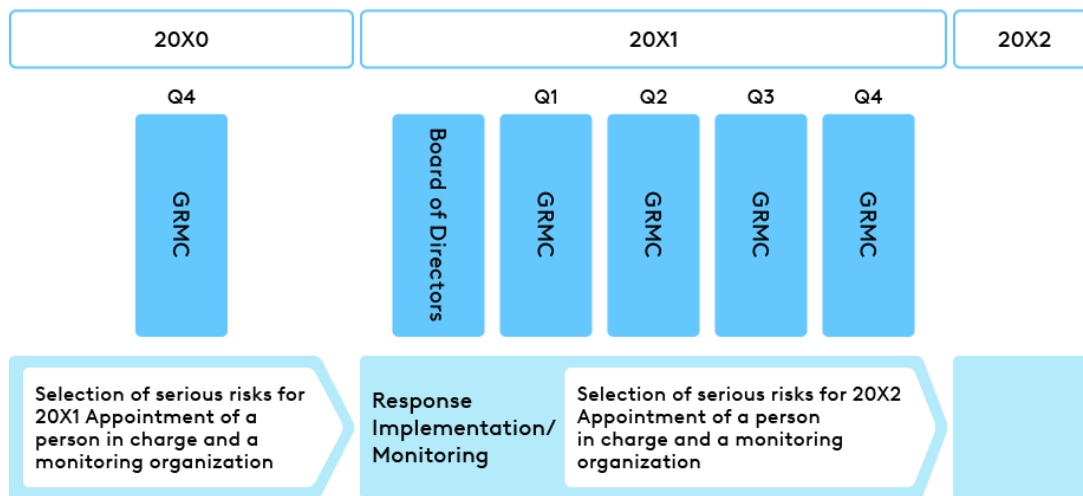 20X0
20X1
20X2
Q4
Q1
Q2
Q3
Q4
GRMC
Board of Directors
GRMC
GRMC
GRMC
GRMC
Selection of serious risks for
20X1 Appointment of a
person in charge and a
monitoring organization
Response
Implementation/
Monitoring
Selection of serious risks for 20X2
Appointment of a person
in charge and a monitoring
organization